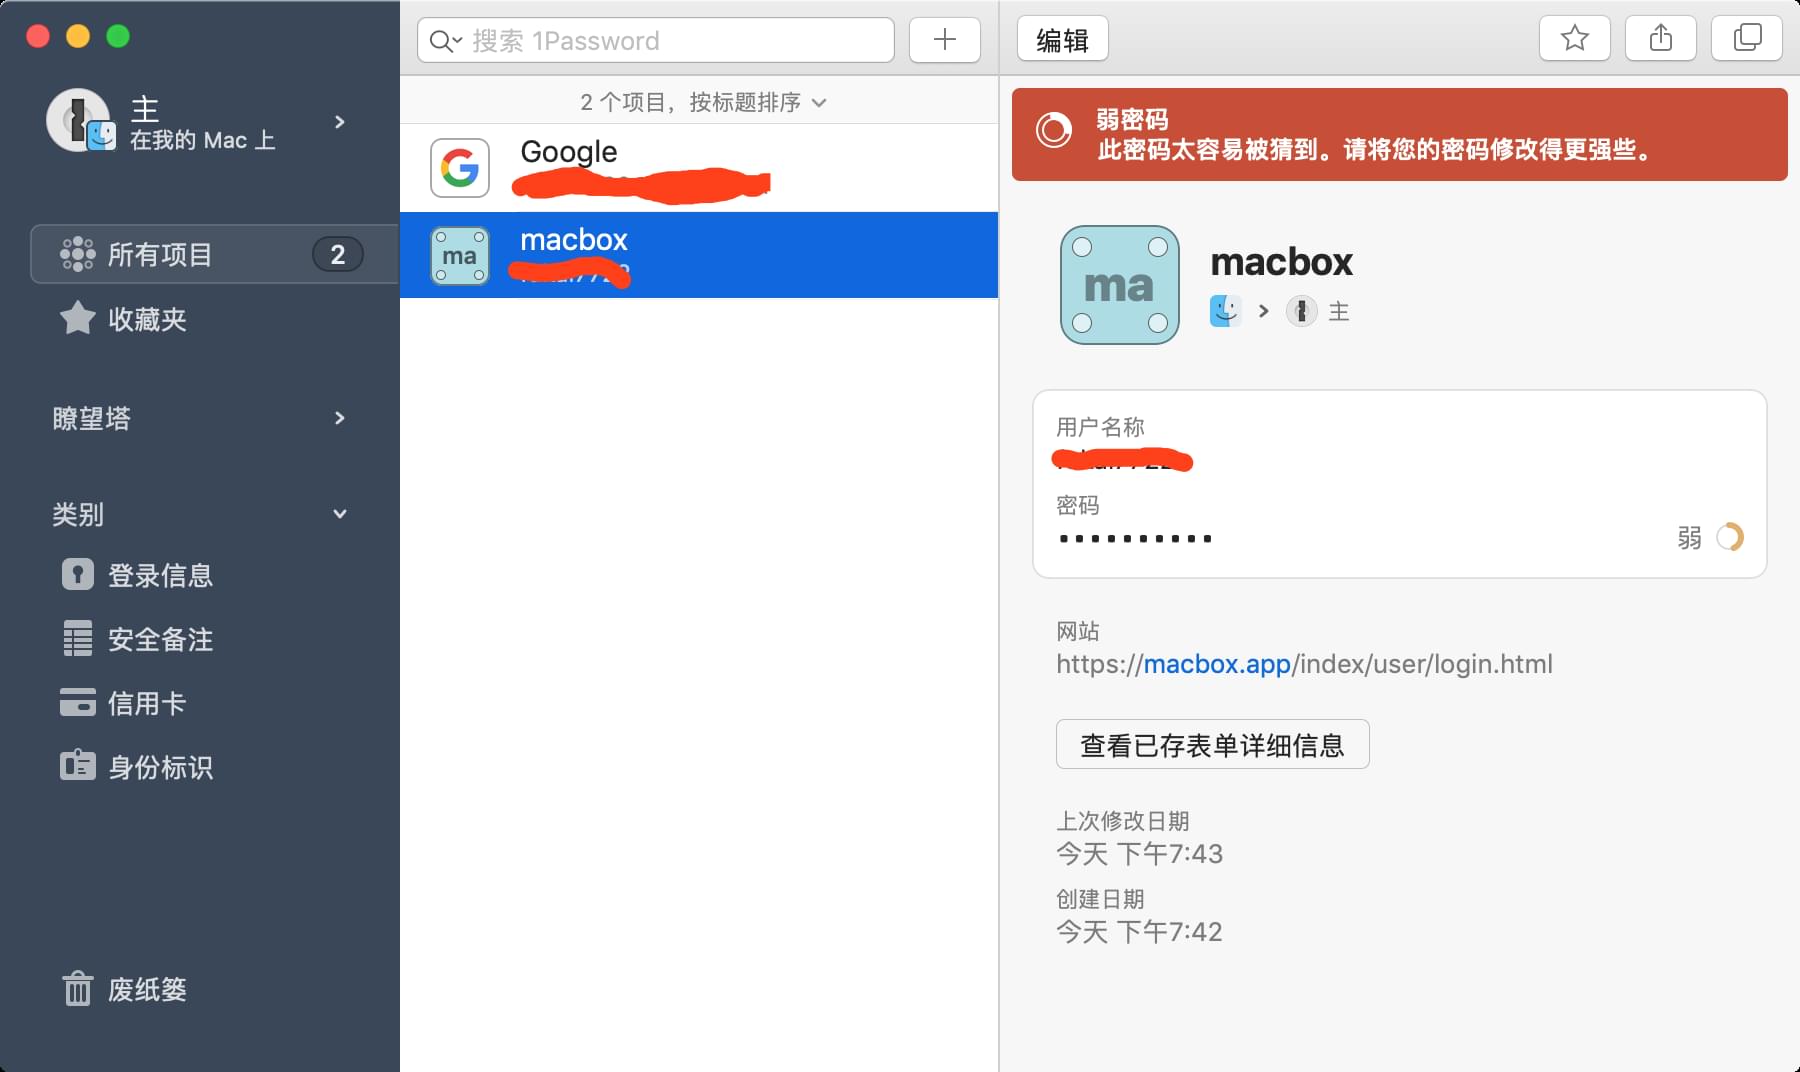 主
在我的 Mac 上
所有项目
2
收藏夹
瞭望塔
类别
登录信息
安全备注
信用卡
身份标识
废纸篓
搜索 1Password
2 个项目，按标题排序
Google
ma
macbox
编辑
弱密码
此密码太容易被猜到。请将您的密码修改得更强些。
ma
macbox
主
用户名称
密码
••••••••••
弱
网站
https://macbox.app/index/user/login.html
查看已存表单详细信息
上次修改日期
今天 下午7:43
创建日期
今天 下午7:42